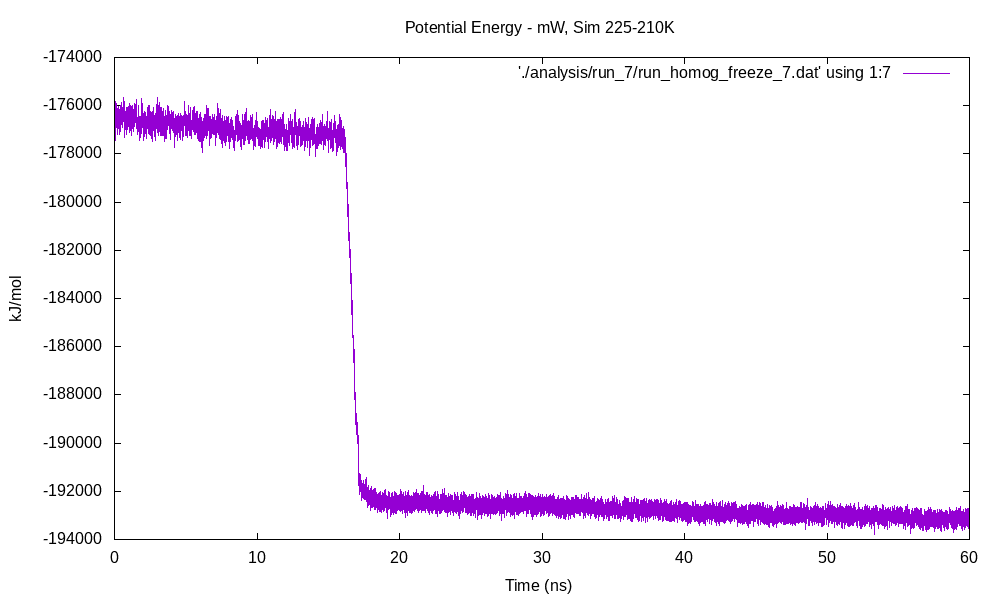 Potential Energy - mW, Sim 225-210K
'./analysis/run_7/run_homog_freeze_7.dat' using 1:7
-174000
-176000
-178000
-180000
-182000
-184000
-186000
-188000
-190000
-192000
-194000
kJ/mol
0 10 20 30 40 50 60
Time (ns)